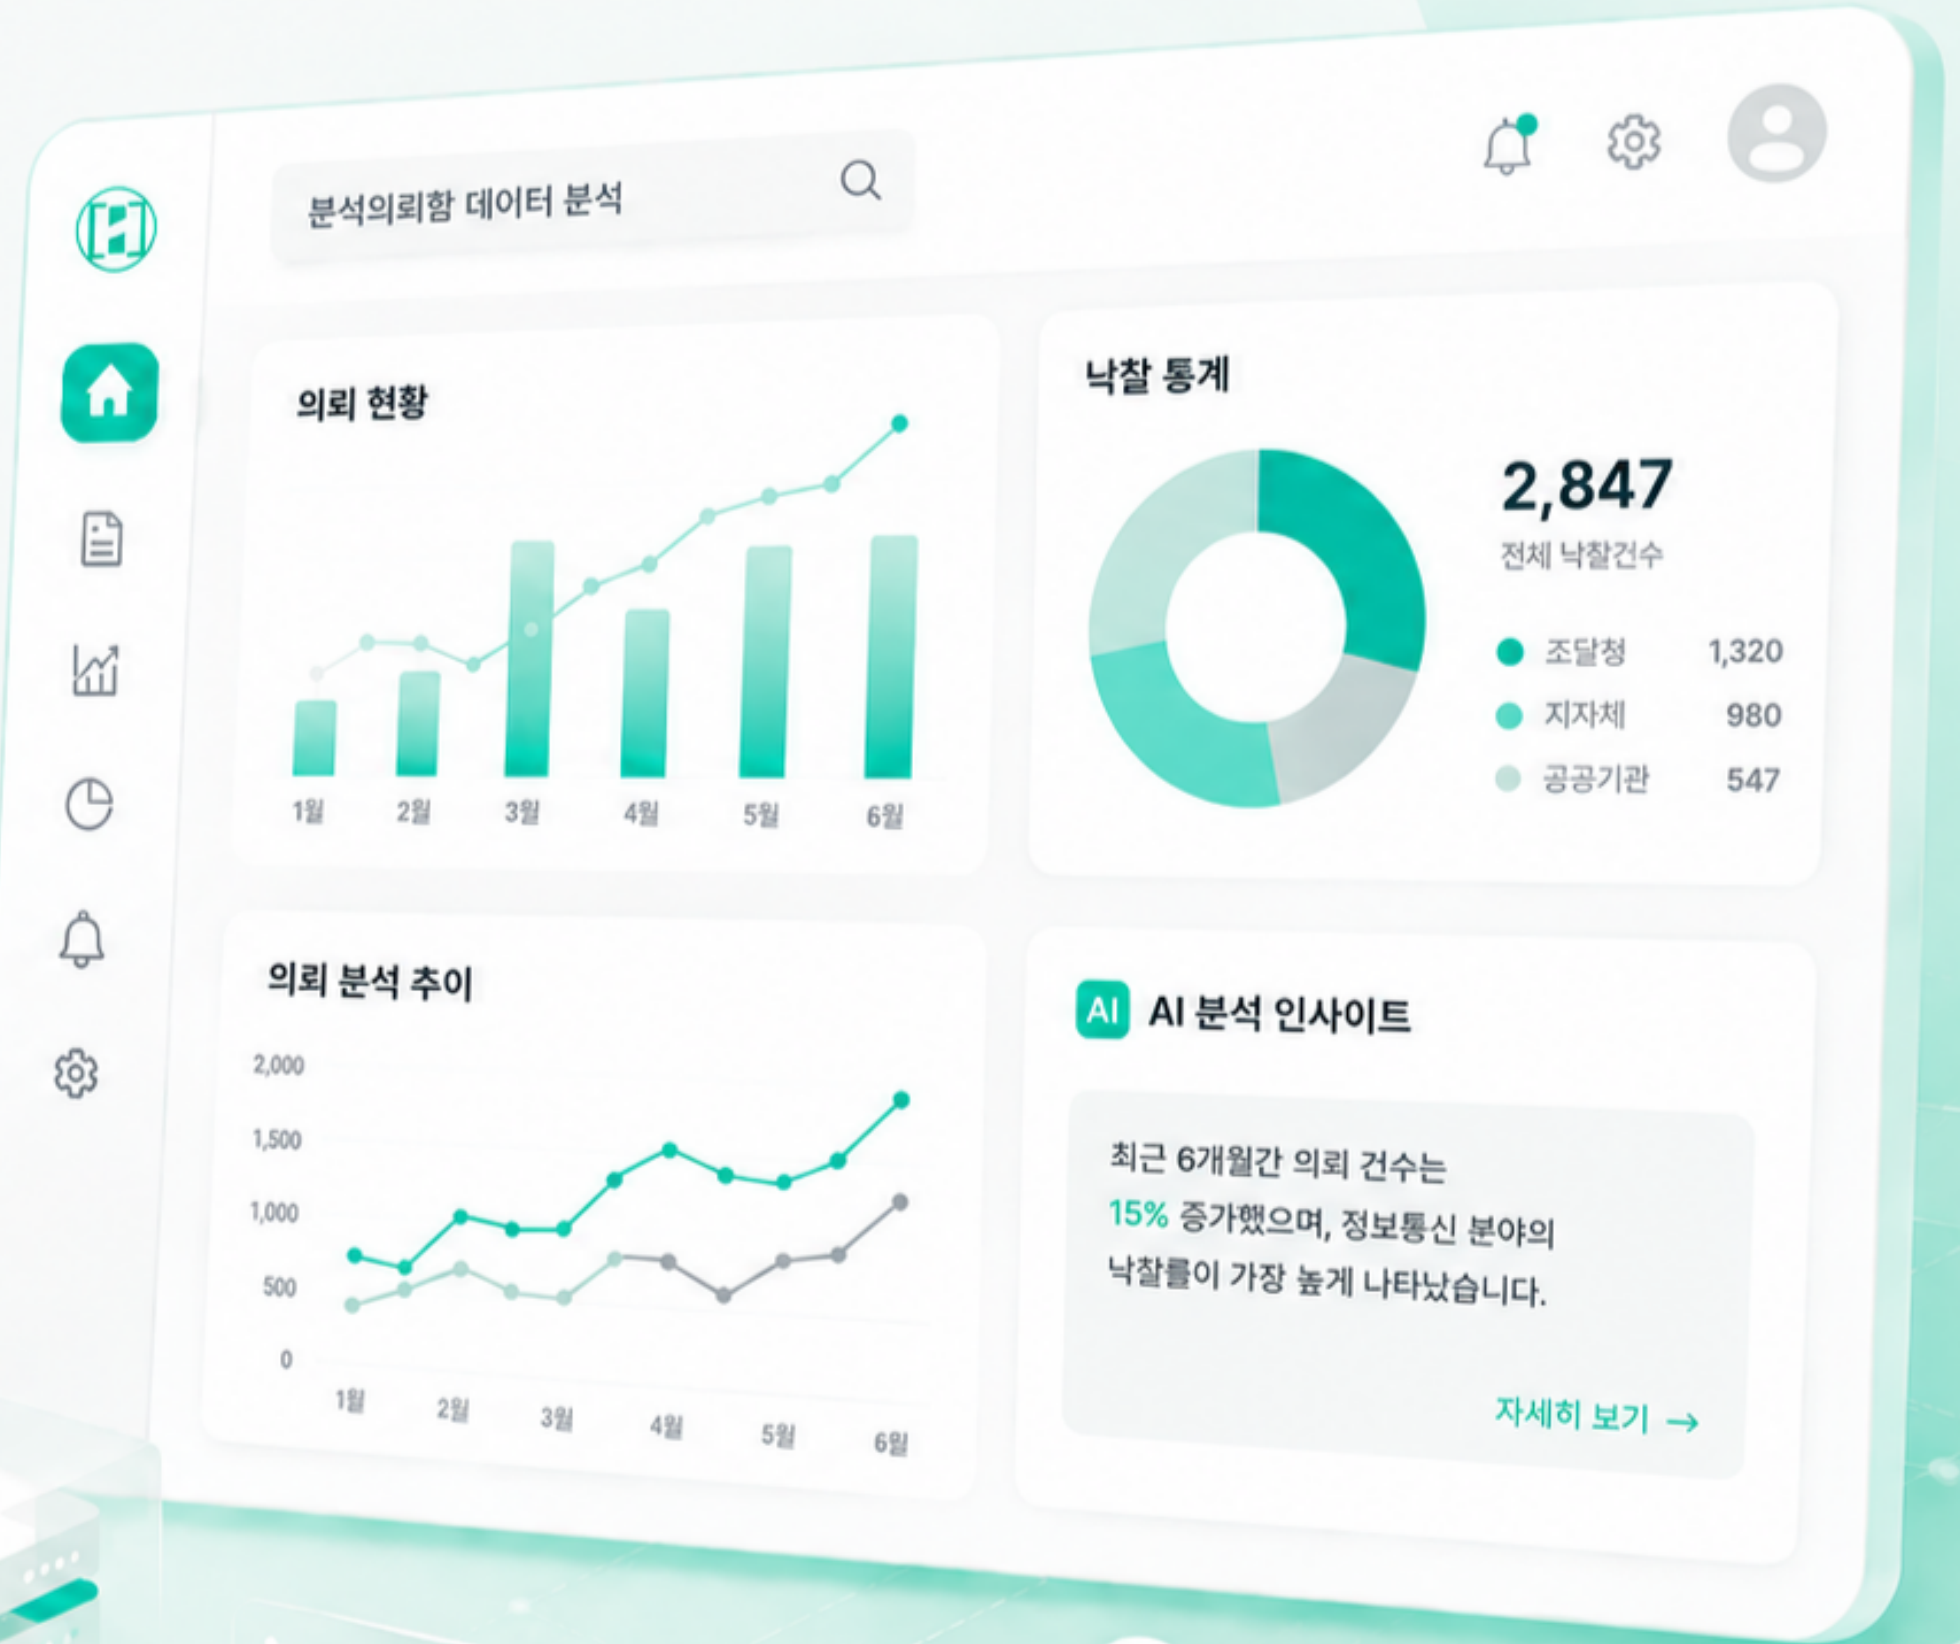 분석의뢰함 데이터 분석
의뢰 현황
1월 2월 3월 4월 5월 6월
낙찰 통계
2,847
전체 낙찰건수
조달청 1,320
지자체 980
공공기관 547
의뢰 분석 추이
2,000
1,500
1,000
500
0
1월 2월 3월 4월 5월 6월
AI AI 분석 인사이트
최근 6개월간 의뢰 건수는
15% 증가했으며, 정보통신 분야의
낙찰률이 가장 높게 나타났습니다.
자세히 보기 →